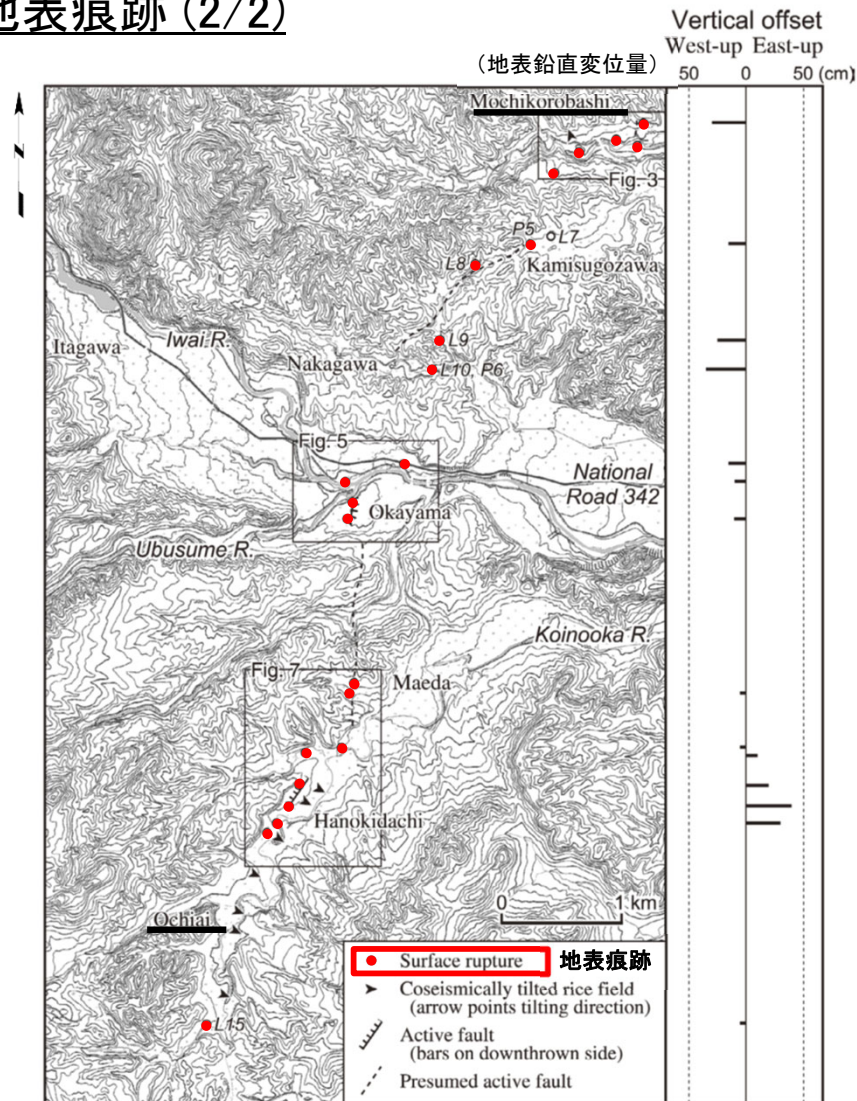 地表痕跡 (2/2)
Vertical offset
West-up East-up
(地表鉛直変位量)
50 0 50 (cm)
Mochikorobashi
N
Fig. 3
P5
L7
L8
Kamisugozawa
Itagawa
Iwai R.
L9
Nakagawa
L10, P6
Fig. 5
National
Road 342
Okayama
Ubusume R.
Koinooka R.
Fig. 7
Maeda
Hanokidachi
0 1 km
Ochiai
L15
Surface rupture 地表痕跡
Coseismically tilted rice field
(arrow points tilting direction)
Active fault
(bars on downthrown side)
Presumed active fault